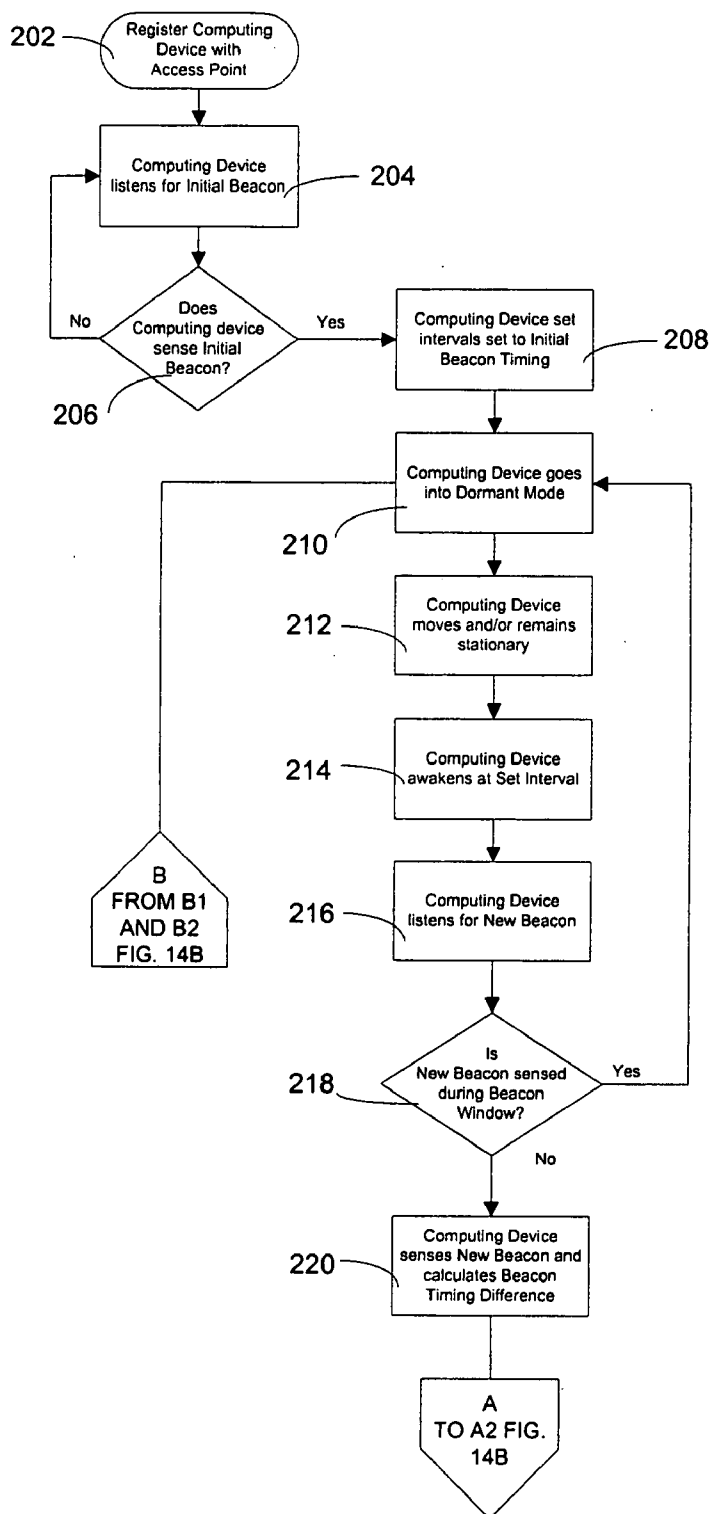 202
Register Computing
Device with
Access Point
Computing Device
listens for Initial Beacon
204
No
Does
Computing device
sense Initial
Beacon?
Yes
206
Computing Device set
intervals set to Initial
Beacon Timing
208
Computing Device goes
into Dormant Mode
210
212
Computing Device
moves and/or remains
stationary
214
Computing Device
awakens at Set Interval
B
FROM B1
AND B2
FIG. 14B
216
Computing Device
listens for New Beacon
218
Is
New Beacon sensed
during Beacon
Window?
Yes
No
220
Computing Device
senses New Beacon and
calculates Beacon
Timing Difference
A
TO A2 FIG.
14B